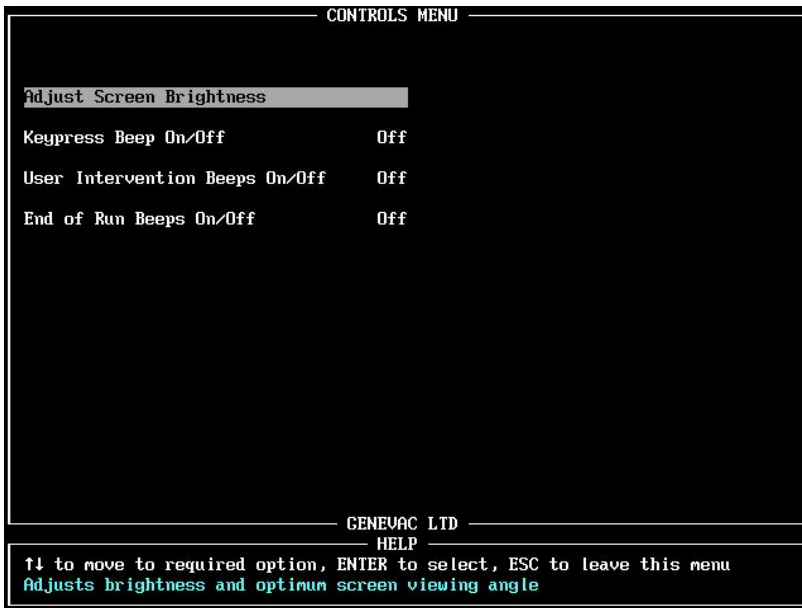 CONTROLS MENU
Adjust Screen Brightness
Keypress Beep On/Off Off
User Intervention Beeps On/Off Off
End of Run Beeps On/Off Off
GENEVAC LTD
HELP
↑↓ to move to required option, ENTER to select, ESC to leave this menu
Adjusts brightness and optimum screen viewing angle